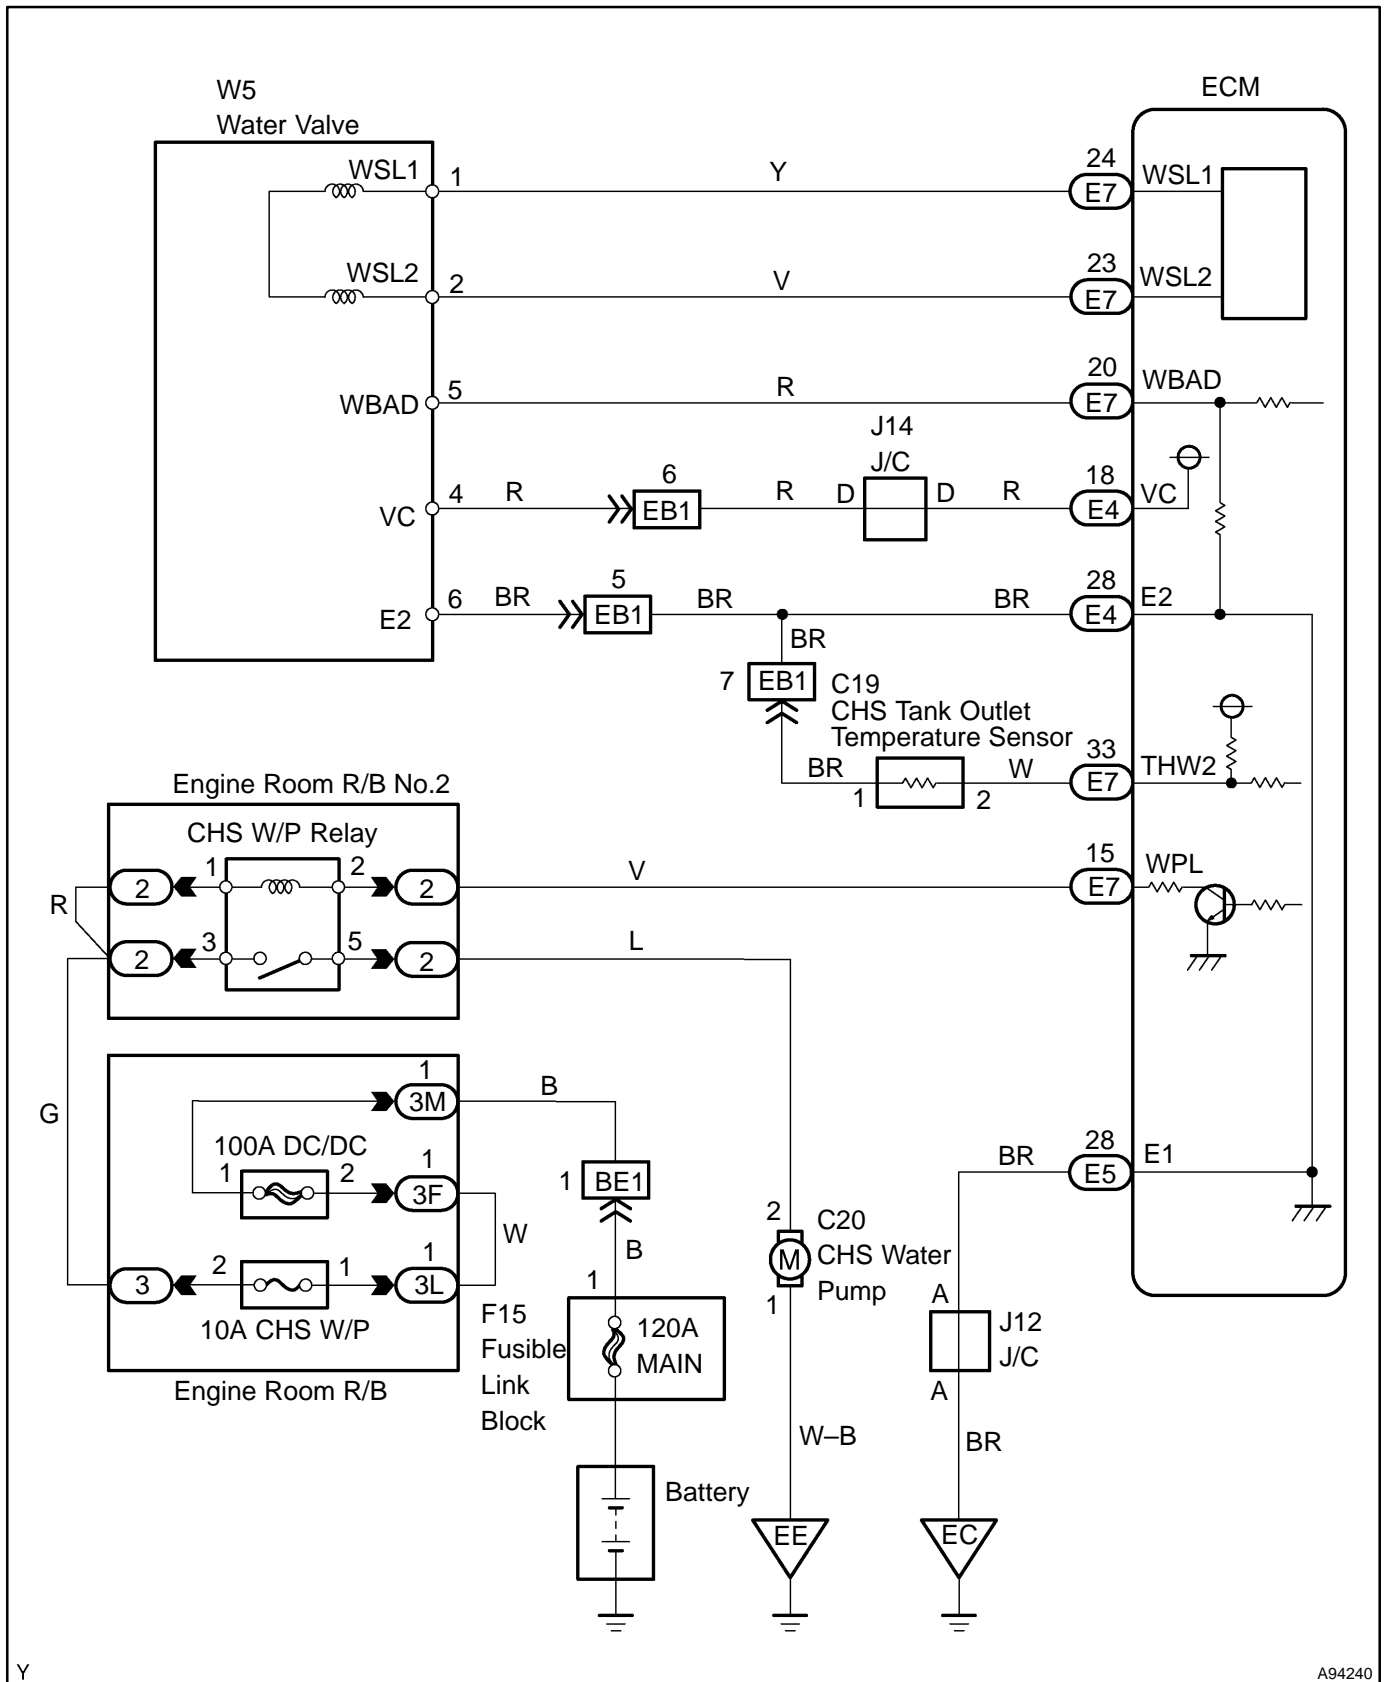 W5
Water Valve
ECM
WSL1
1
Y
24
E7
WSL1
WSL2
2
V
23
E7
WSL2
WBAD
5
R
20
E7
WBAD
J14
J/C
VC
4
R
6
EB1
R
D
D
R
18
E4
VC
E2
6
BR
5
EB1
BR
BR
28
E4
E2
BR
7
EB1
C19
CHS Tank Outlet
Temperature Sensor
BR
1
2
W
33
E7
THW2
Engine Room R/B No.2
CHS W/P Relay
2
1
2
2
V
15
E7
WPL
R
2
3
5
2
L
G
1
3M
B
100A DC/DC
1
2
1
3F
1
BE1
W
B
3
2
1
1
3L
10A CHS W/P
Engine Room R/B
F15
Fusible
Link
Block
1
120A
MAIN
Battery
2
C20
CHS Water
Pump
M
1
W–B
EE
BR
28
E5
E1
A
J12
J/C
A
BR
EC
Y
A94240